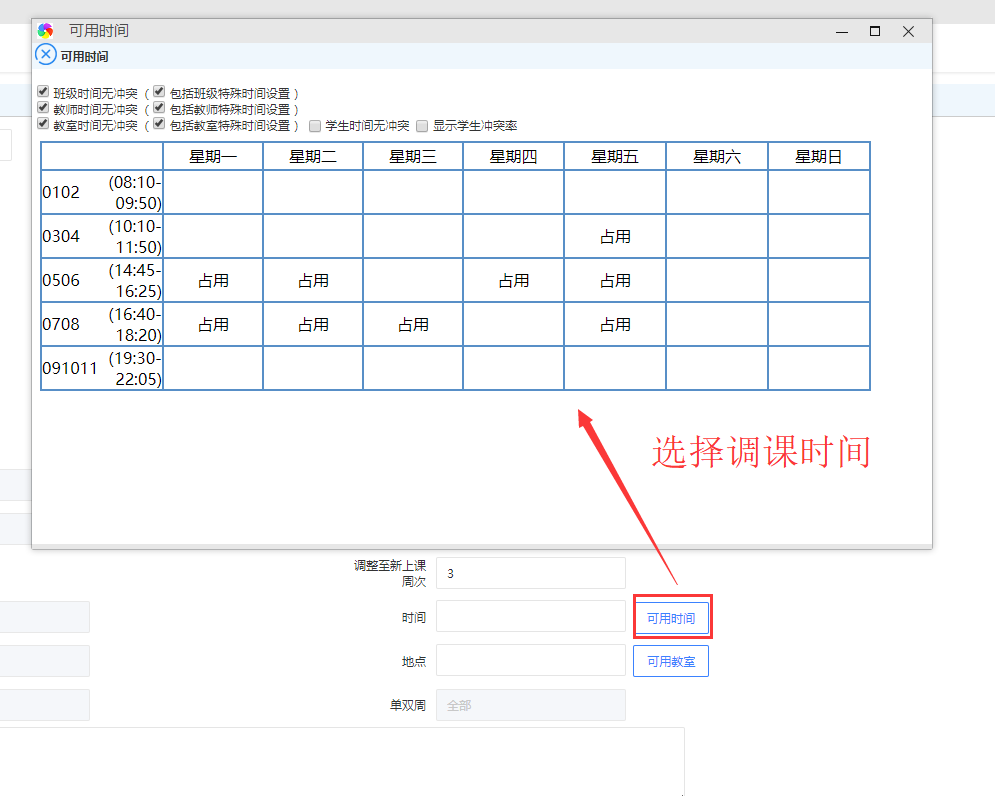 可用时间
可用时间
班级时间无冲突 ( 包括班级特殊时间设置 )
教师时间无冲突 ( 包括教师特殊时间设置 )
教室时间无冲突 ( 包括教室特殊时间设置 ) 学生时间无冲突 显示学生冲突率
星期一 星期二 星期三 星期四 星期五 星期六 星期日
0102 (08:10-
09:50)
0304 (10:10-
11:50) 占用
0506 (14:45-
16:25) 占用 占用 占用 占用
0708 (16:40-
18:20) 占用 占用 占用 占用
091011 (19:30-
22:05)
选择调课时间
调整至新上课
周次 3
时间 可用时间
地点 可用教室
单双周 全部